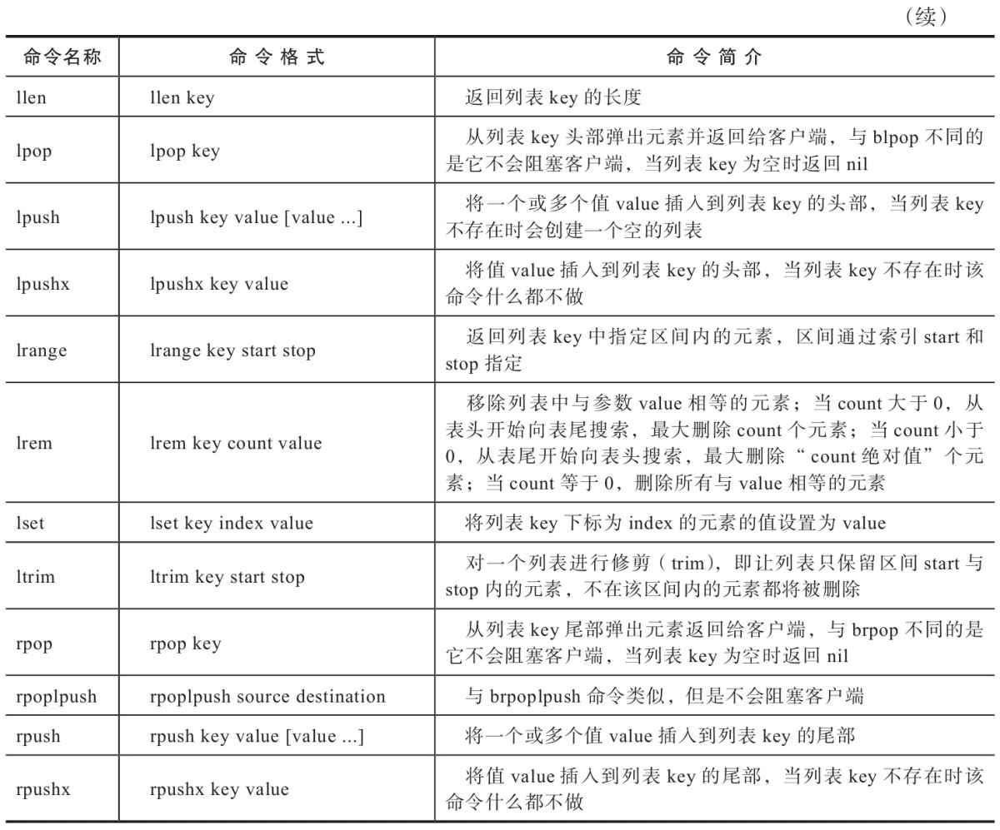 （续）
命令名称 命令格式 命令简介
llen llen key 返回列表 key 的长度
lpop lpop key 从列表 key 头部弹出元素并返回给客户端，与 blpop 不同的
是它不会阻塞客户端，当列表 key 为空时返回 nil
lpush lpush key value [value ...] 将一个或多个值 value 插入到列表 key 的头部，当列表 key
不存在时会创建一个空的列表
lpushx lpushx key value 将值 value 插入到列表 key 的头部，当列表 key 不存在时该
命令什么都不做
lrange lrange key start stop 返回列表 key 中指定区间内的元素，区间通过索引 start 和
stop 指定
lrem lrem key count value 移除列表中与参数 value 相等的元素；当 count 大于 0，从
表头开始向表尾搜索，最大删除 count 个元素；当 count 小于
0，从表尾开始向表头搜索，最大删除“ count 绝对值”个元
素；当 count 等于 0，删除所有与 value 相等的元素
lset lset key index value 将列表 key 下标为 index 的元素的值设置为 value
ltrim ltrim key start stop 对一个列表进行修剪（trim），即让列表只保留区间 start 与
stop 内的元素，不在该区间内的元素都将被删除
rpop rpop key 从列表 key 尾部弹出元素返回给客户端，与 brpop 不同的是
它不会阻塞客户端，当列表 key 为空时返回 nil
rpoplpush rpoplpush source destination 与 brpoplpush 命令类似，但是不会阻塞客户端
rpush rpush key value [value ...] 将一个或多个值 value 插入到列表 key 的尾部
rpushx rpushx key value 将值 value 插入到列表 key 的尾部，当列表 key 不存在时该
命令什么都不做